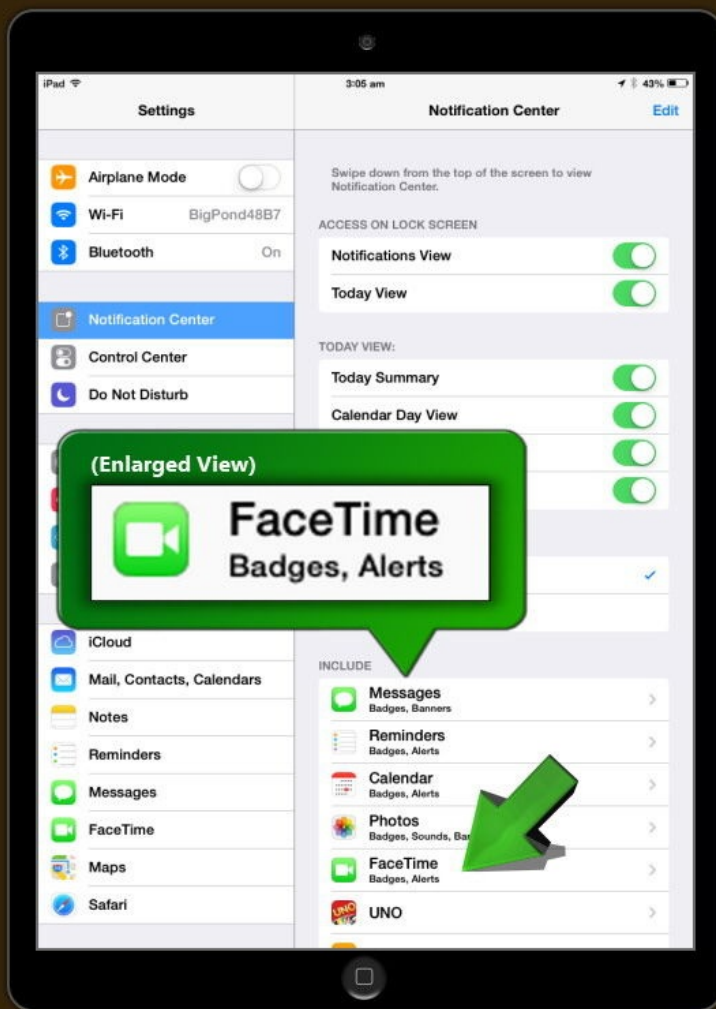 iPad
3:05 am
43%
Settings
Notification Center
Edit
Airplane Mode
Wi-Fi
BigPond48B7
Bluetooth
On
Notification Center
Control Center
Do Not Disturb
iCloud
Mail, Contacts, Calendars
Notes
Reminders
Messages
FaceTime
Maps
Safari
Swipe down from the top of the screen to view
Notification Center.
ACCESS ON LOCK SCREEN
Notifications View
Today View
TODAY VIEW:
Today Summary
Calendar Day View
(Enlarged View)
FaceTime
Badges, Alerts
INCLUDE
Messages
Badges, Banners
Reminders
Badges, Alerts
Calendar
Badges, Alerts
Photos
Badges, Sounds, Ba
FaceTime
Badges, Alerts
UNO
UNO